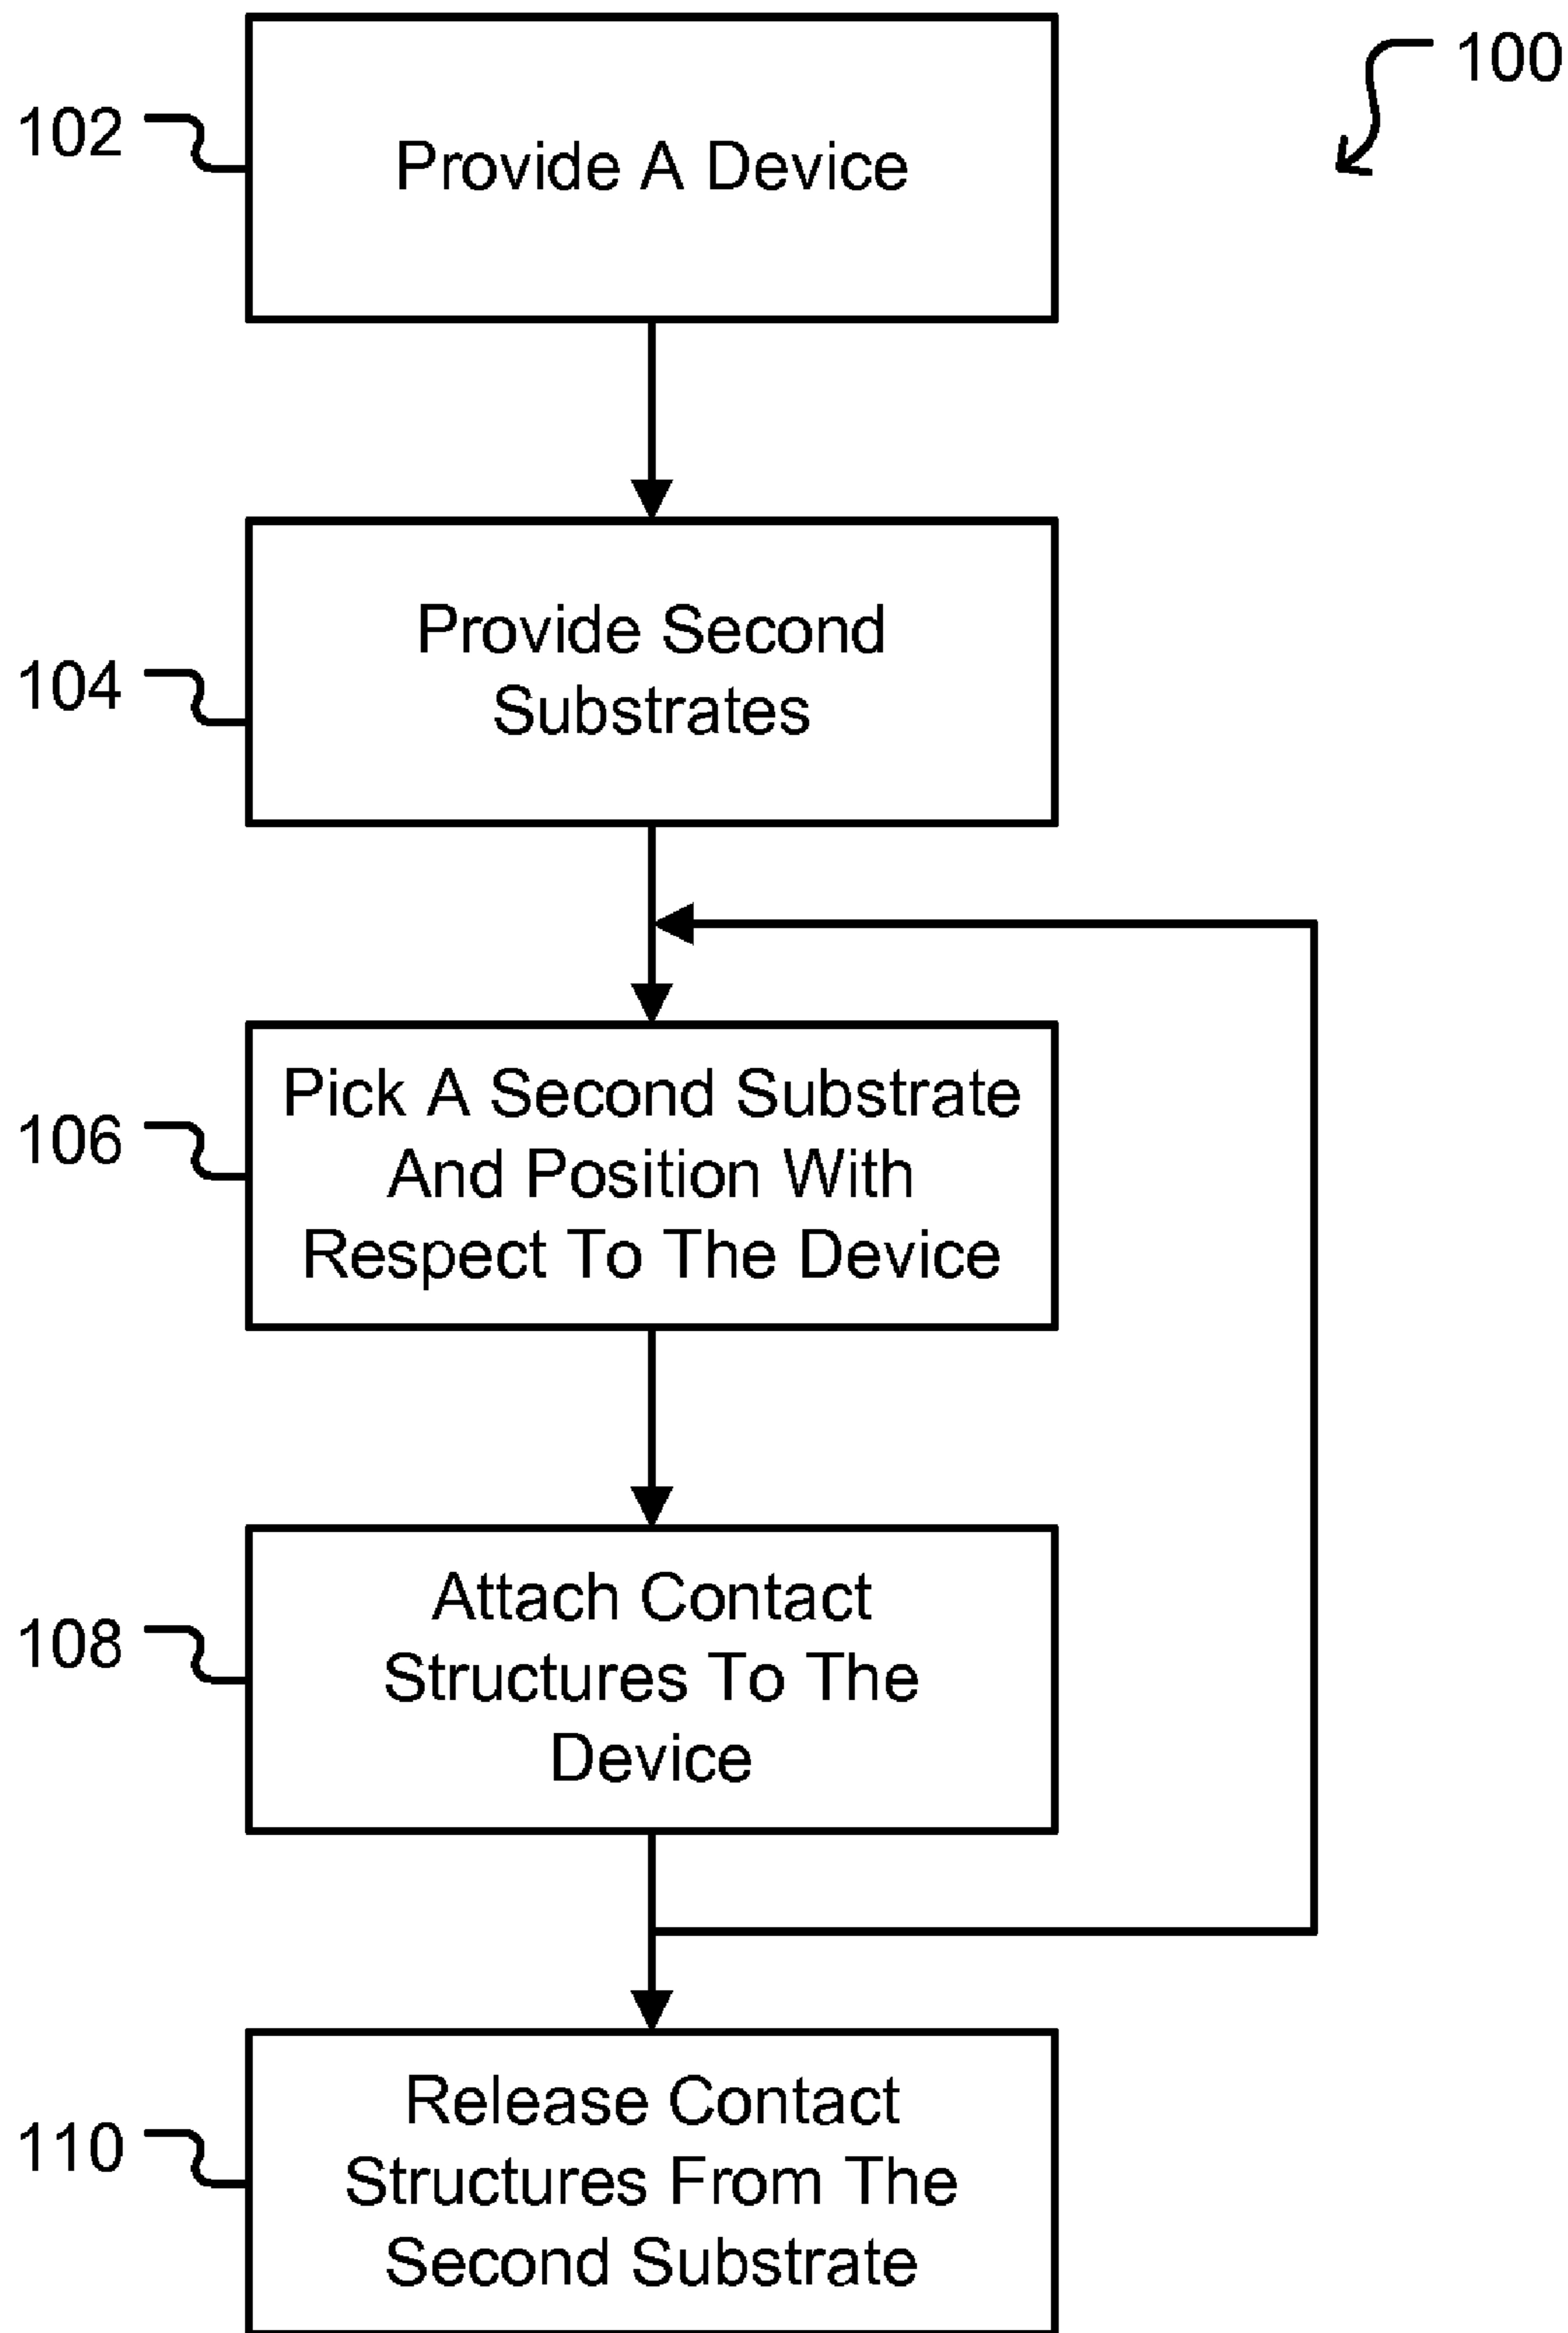 100
102
Provide A Device
104
Provide Second
Substrates
106
Pick A Second Substrate
And Position With
Respect To The Device
108
Attach Contact
Structures To The
Device
110
Release Contact
Structures From The
Second Substrate